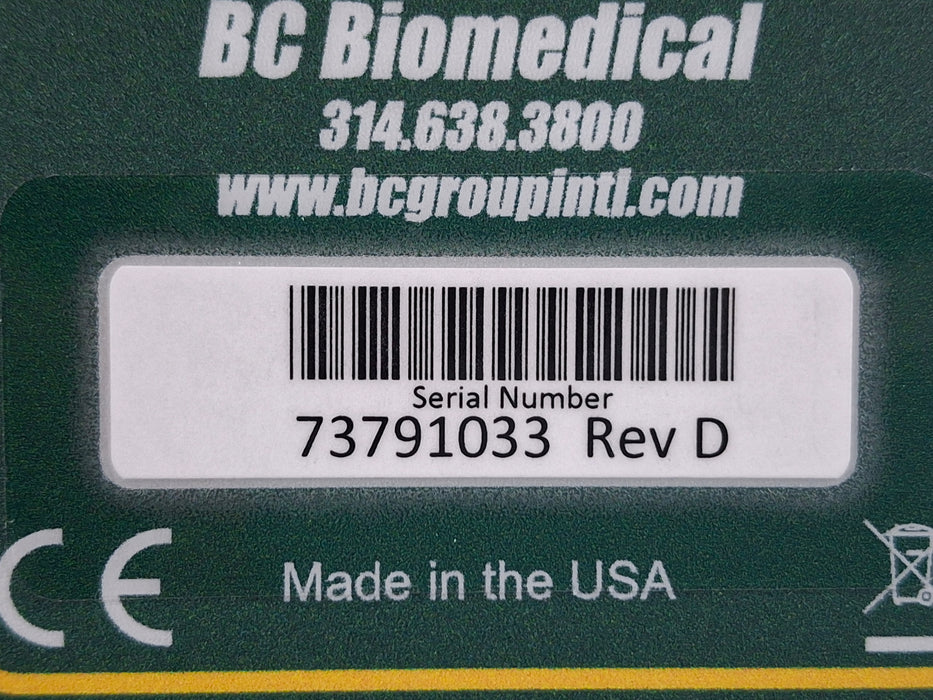 BC Biomedical
314.638.3800
www.bcgroupintl.com
Serial Number
73791033 Rev D
CE
Made in the USA